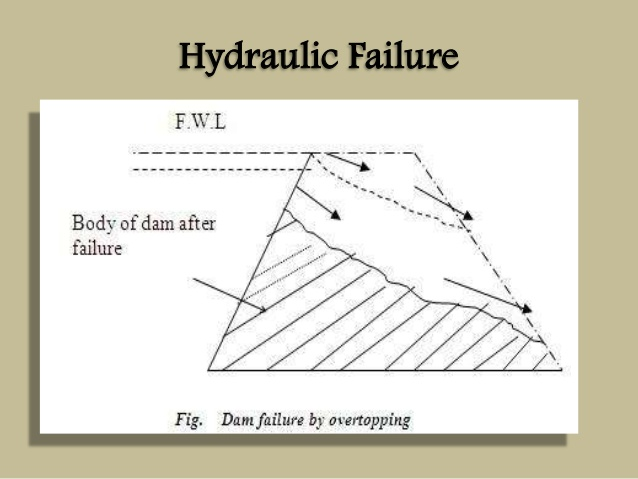 Hydraulic Failure
F.W.L
Body of dam after
failure
Fig. Dam failure by overtopping